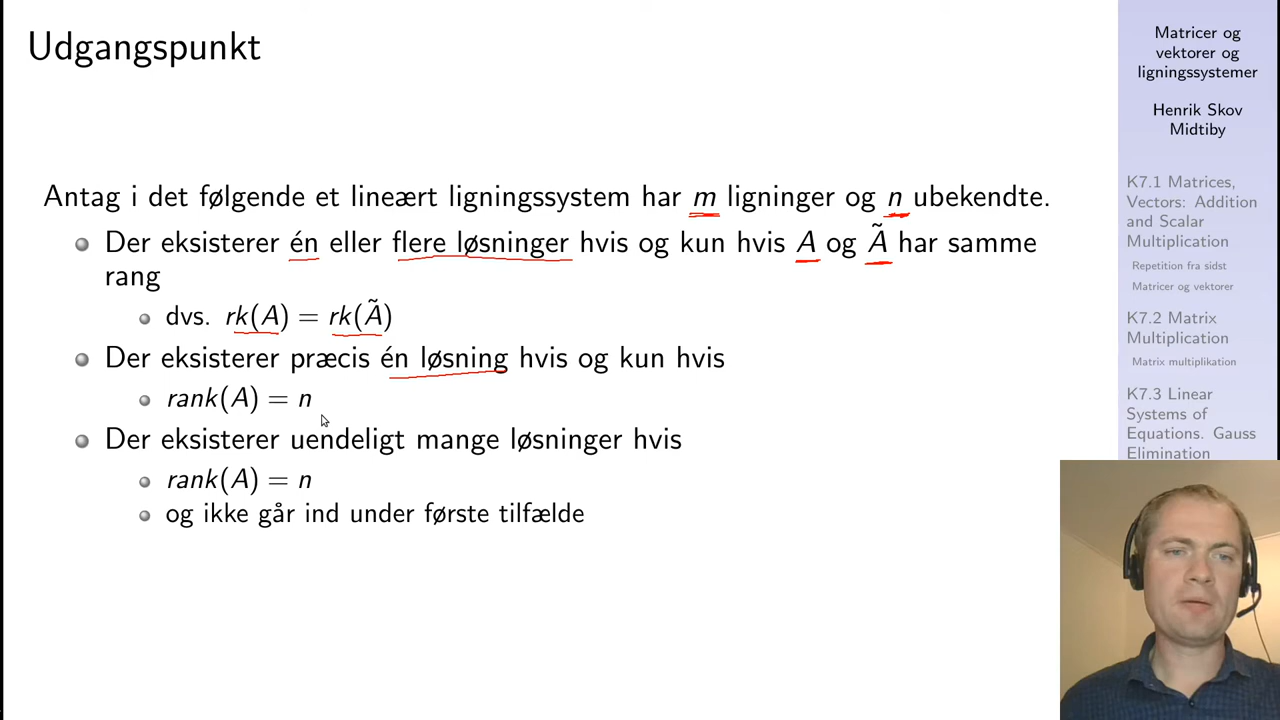 Udgangspunkt
Antag i det følgende et lineært ligningssystem har m ligninger og n ubekendte.
Der eksisterer én eller flere løsninger hvis og kun hvis A og Ã har samme
rang
dvs. rk(A) = rk(Ã)
Der eksisterer præcis én løsning hvis og kun hvis
rank(A) = n
Der eksisterer uendeligt mange løsninger hvis
rank(A) = n
og ikke går ind under første tilfælde
Matricer og
vektorer og
ligningssystemer
Henrik Skov
Midtiby
K7.1 Matrices,
Vectors: Addition
and Scalar
Multiplication
Repetition fra sidst
Matricer og vektorer
K7.2 Matrix
Multiplication
Matrix multiplikation
K7.3 Linear
Systems of
Equations. Gauss
Elimination